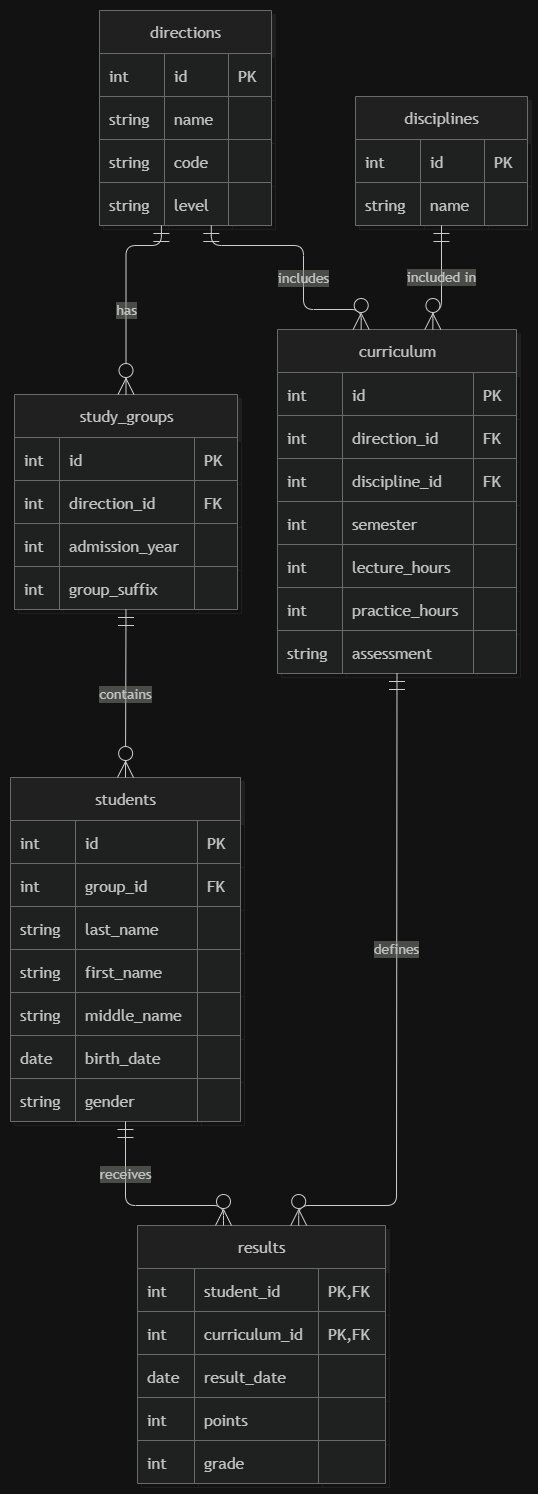 directions
int id PK
string name
string code
string level
disciplines
int id PK
string name
has
includes
included in
curriculum
int id PK
int direction_id FK
int discipline_id FK
int semester
int lecture_hours
int practice_hours
string assessment
study_groups
int id PK
int direction_id FK
int admission_year
int group_suffix
contains
students
int id PK
int group_id FK
string last_name
string first_name
string middle_name
date birth_date
string gender
defines
receives
results
int student_id PK,FK
int curriculum_id PK,FK
date result_date
int points
int grade